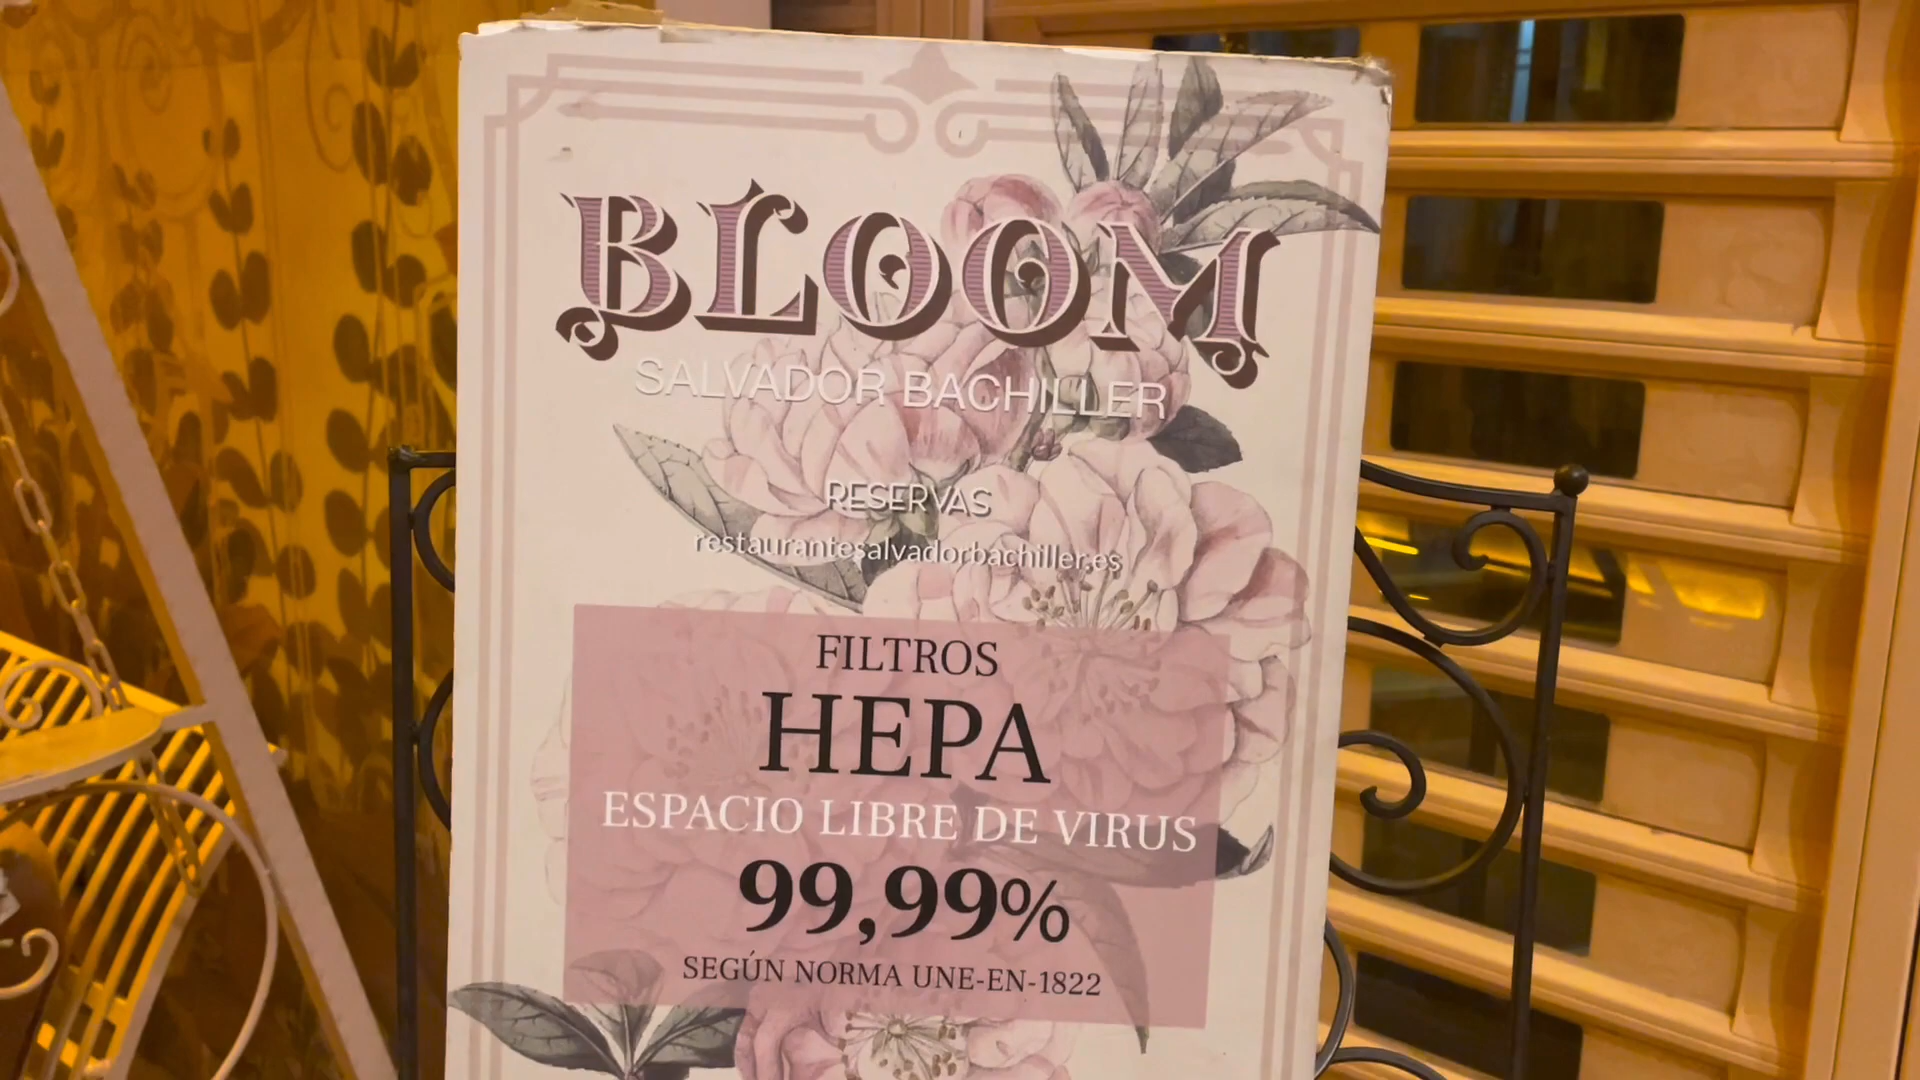 BLOOM
SALVADOR BACHILLER
RESERVAS
restaurantesalvadorbachiller.es
FILTROS
HEPA
ESPACIO LIBRE DE VIRUS
99,99%
SEGÚN NORMA UNE-EN-1822